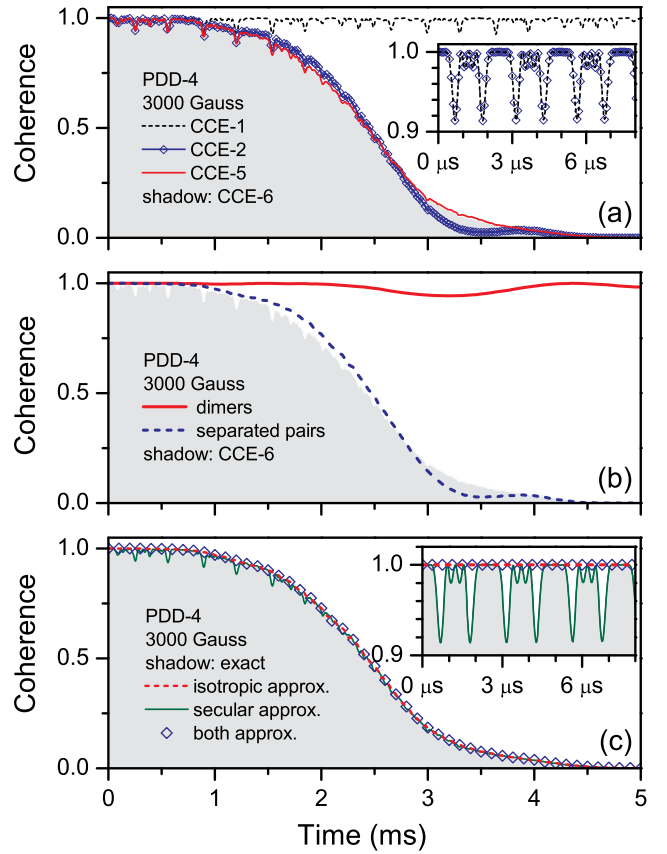 1.0
0.5
0.0
Coherence
PDD-4
3000 Gauss
CCE-1
CCE-2
CCE-5
shadow: CCE-6
1.0
0.9
0 μs
3 μs
6 μs
(a)
1.0
0.5
0.0
Coherence
PDD-4
3000 Gauss
dimers
separated pairs
shadow: CCE-6
(b)
1.0
0.5
0.0
Coherence
PDD-4
3000 Gauss
shadow: exact
isotropic approx.
secular approx.
both approx.
1.0
0.9
0 μs
3 μs
6 μs
(c)
0 1 2 3 4 5
Time (ms)